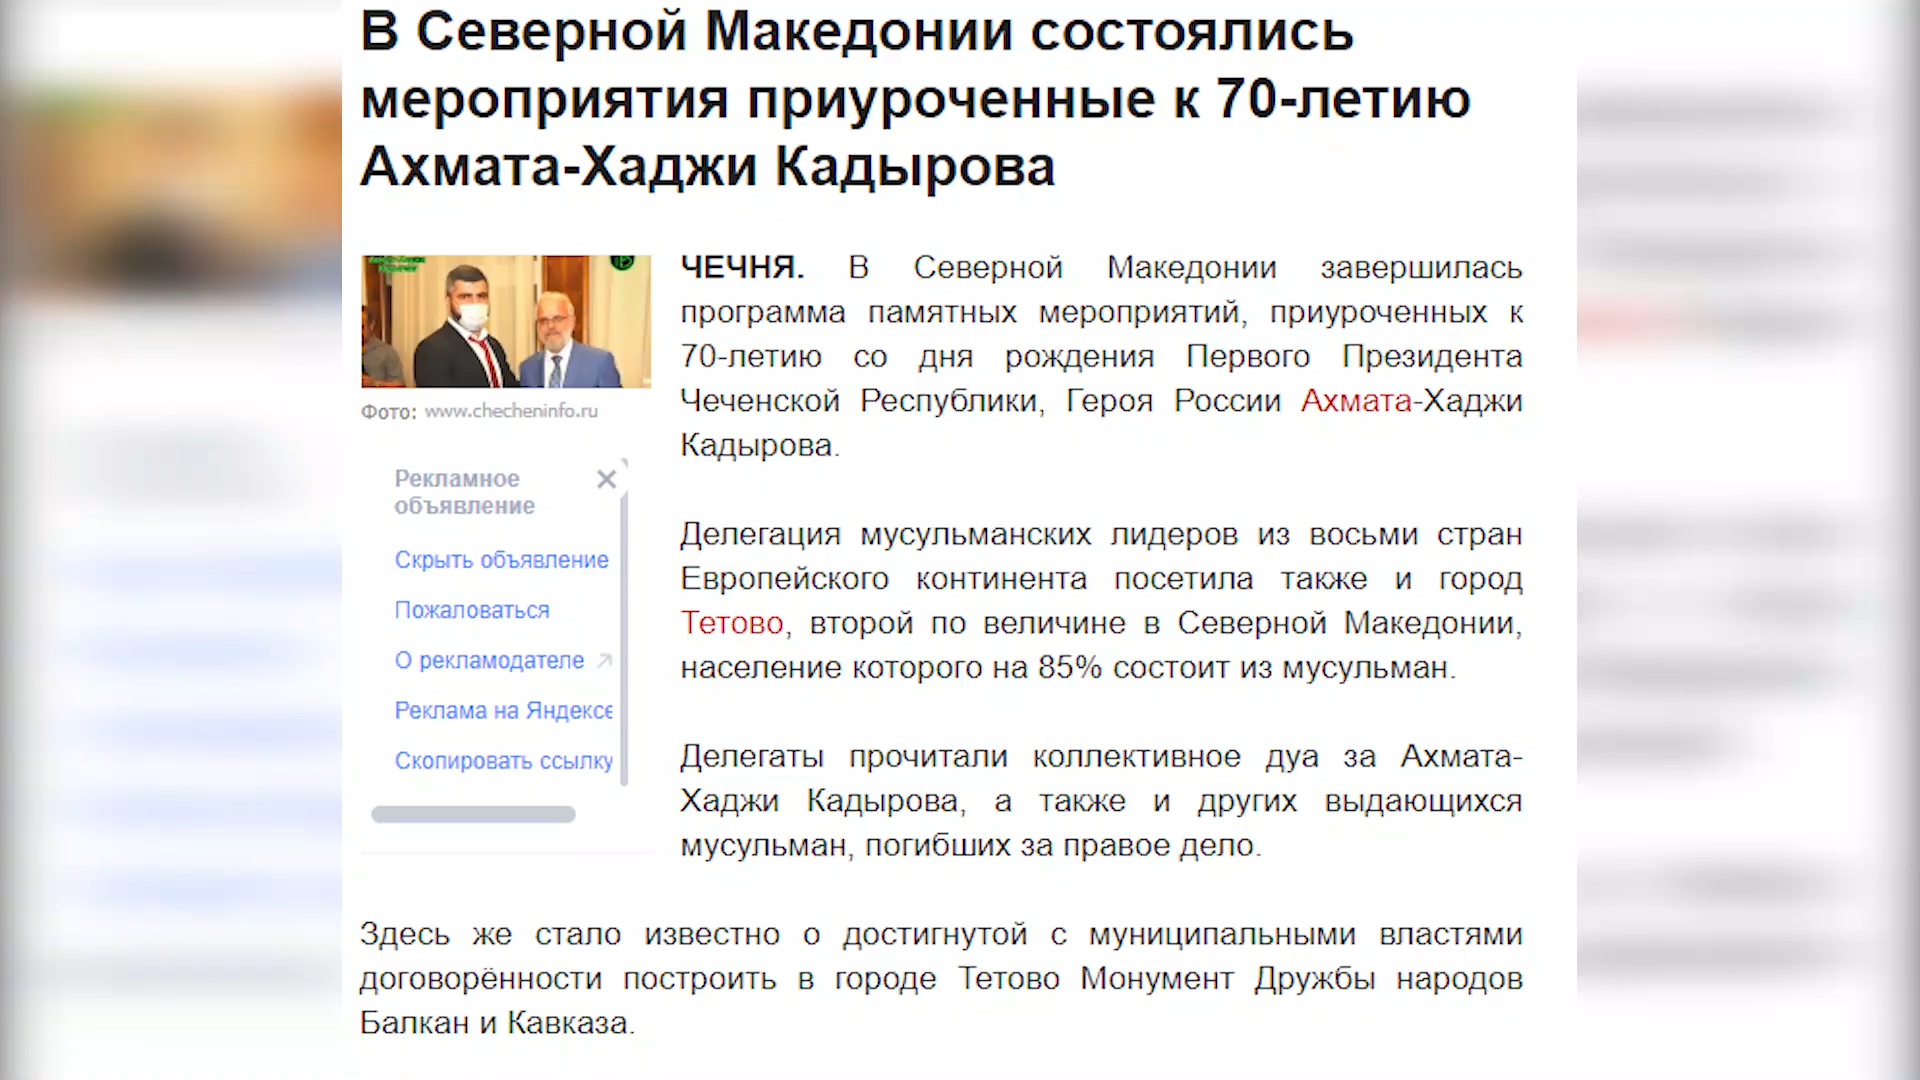 В Северной Македонии состоялись
мероприятия приуроченные к 70-летию
Ахмата-Хаджи Кадырова
Фото: www.checheninfo.ru
Рекламное
объявление
Скрыть объявление
Пожаловаться
О рекламодателе
Реклама на Яндексе
Скопировать ссылку
ЧЕЧНЯ. В Северной Македонии завершилась
программа памятных мероприятий, приуроченных к
70-летию со дня рождения Первого Президента
Чеченской Республики, Героя России Ахмата-Хаджи
Кадырова.
Делегация мусульманских лидеров из восьми стран
Европейского континента посетила также и город
Тетово, второй по величине в Северной Македонии,
население которого на 85% состоит из мусульман.
Делегаты прочитали коллективное дуа за Ахмата-
Хаджи Кадырова, а также и других выдающихся
мусульман, погибших за правое дело.
Здесь же стало известно о достигнутой с муниципальными властями
договорённости построить в городе Тетово Монумент Дружбы народов
Балкан и Кавказа.